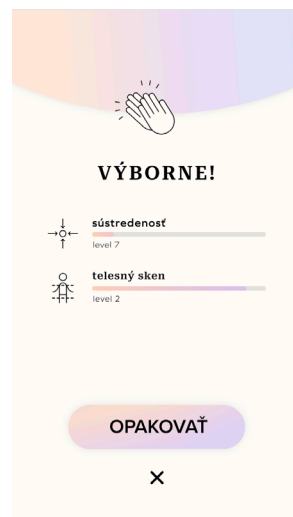 VÝBORNE!
sústredenosť
level 7
telesný sken
level 2
OPAKOVAŤ